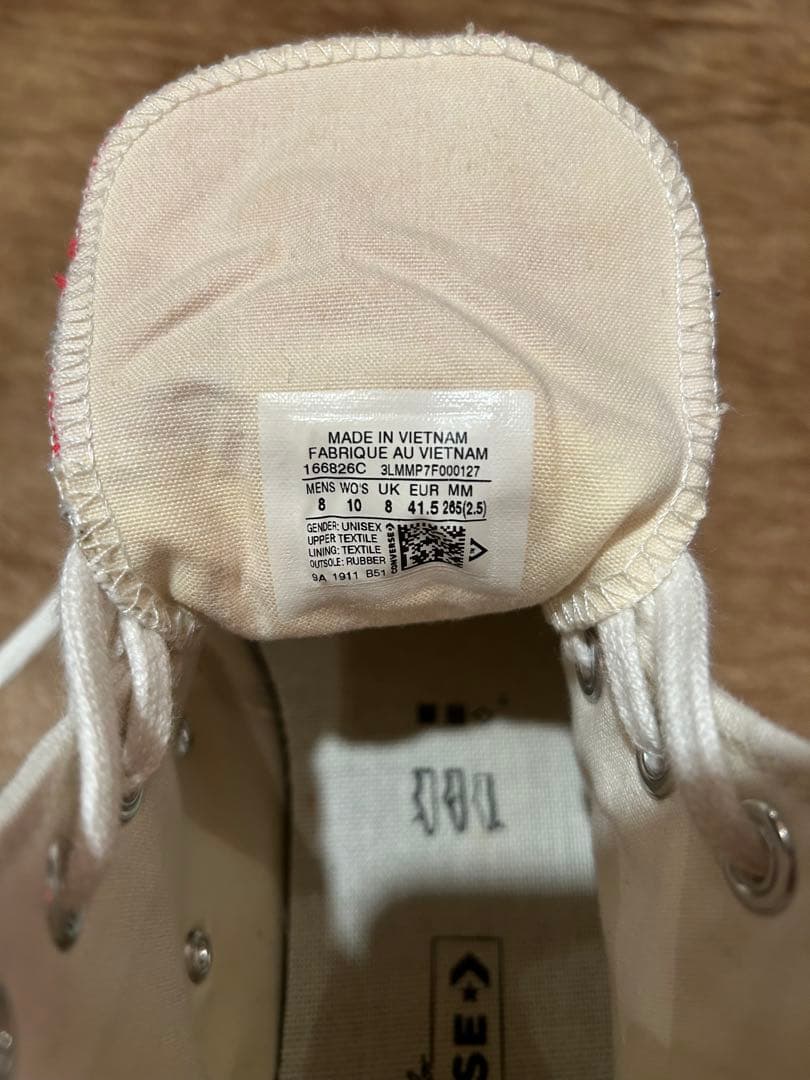 MADE IN VIETNAM
FABRIQUE AU VIETNAM
166826C 3LMMP7F000127
MENS WO'S UK EUR MM
8 10 8 41.5 265(2.5)
GENDER: UNISEX
UPPER TEXTILE
LINING: TEXTILE
OUTSOLE: RUBBER
9A 1911 B51
CONVERSE
SE